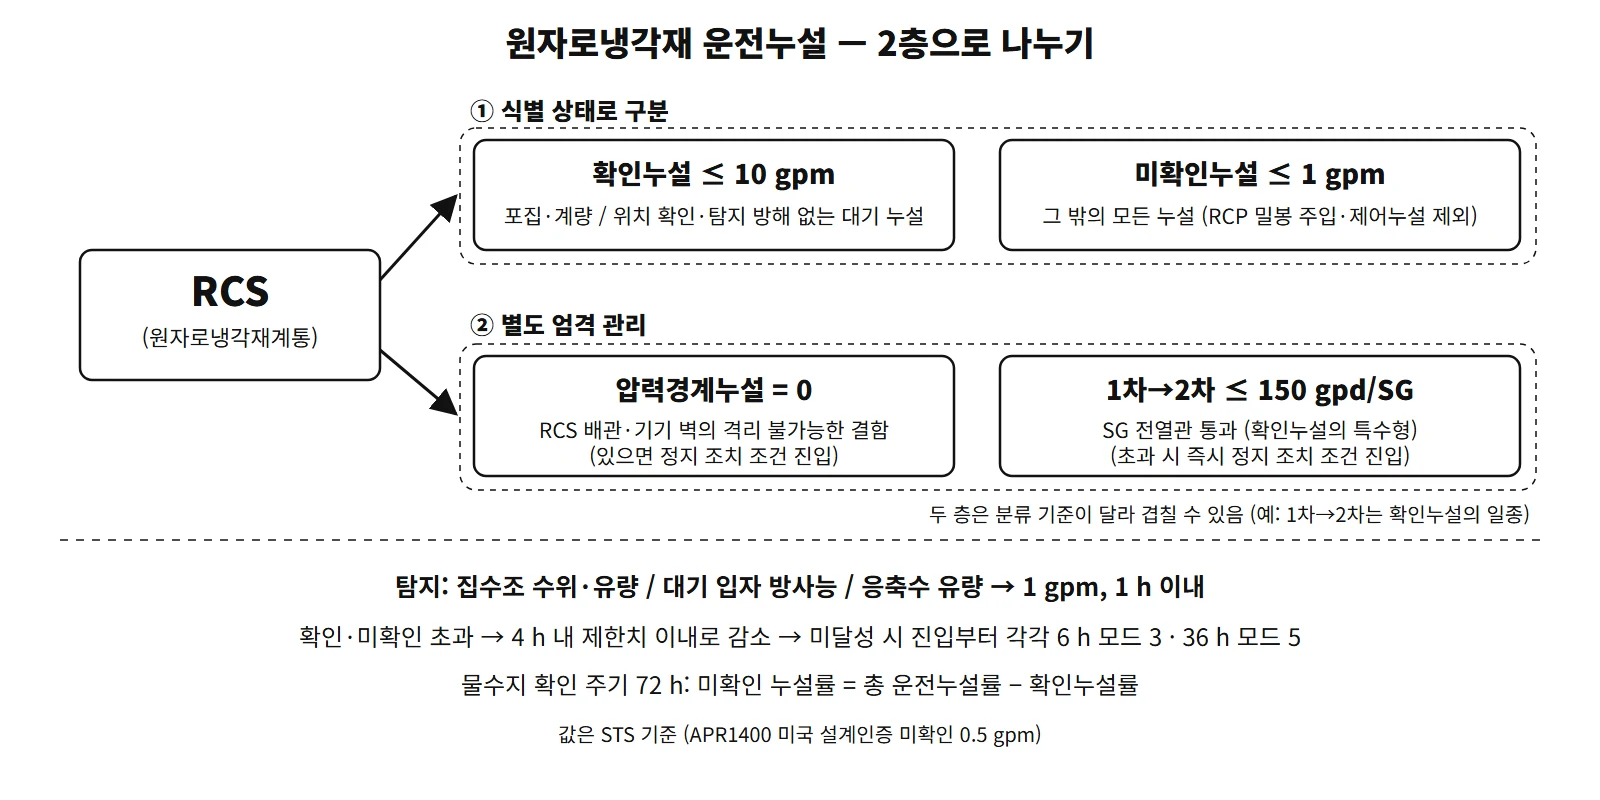 원자로냉각재 운전누설 — 2층으로 나누기
① 식별 상태로 구분
확인누설 ≤ 10 gpm
포집·계량 / 위치 확인·탐지 방해 없는 대기 누설
미확인누설 ≤ 1 gpm
그 밖의 모든 누설 (RCP 밀봉 주입·제어누설 제외)
RCS
(원자로냉각재계통)
② 별도 엄격 관리
압력경계누설 = 0
RCS 배관·기기 벽의 격리 불가능한 결함
(있으면 정지 조치 조건 진입)
1차→2차 ≤ 150 gpd/SG
SG 전열관 통과 (확인누설의 특수형)
(초과 시 즉시 정지 조치 조건 진입)
두 층은 분류 기준이 달라 겹칠 수 있음 (예: 1차→2차는 확인누설의 일종)
탐지: 집수조 수위·유량 / 대기 입자 방사능 / 응축수 유량 → 1 gpm, 1 h 이내
확인·미확인 초과 → 4 h 내 제한치 이내로 감소 → 미달성 시 진입부터 각각 6 h 모드 3 · 36 h 모드 5
물수지 확인 주기 72 h: 미확인 누설률 = 총 운전누설률 − 확인누설률
값은 STS 기준 (APR1400 미국 설계인증 미확인 0.5 gpm)